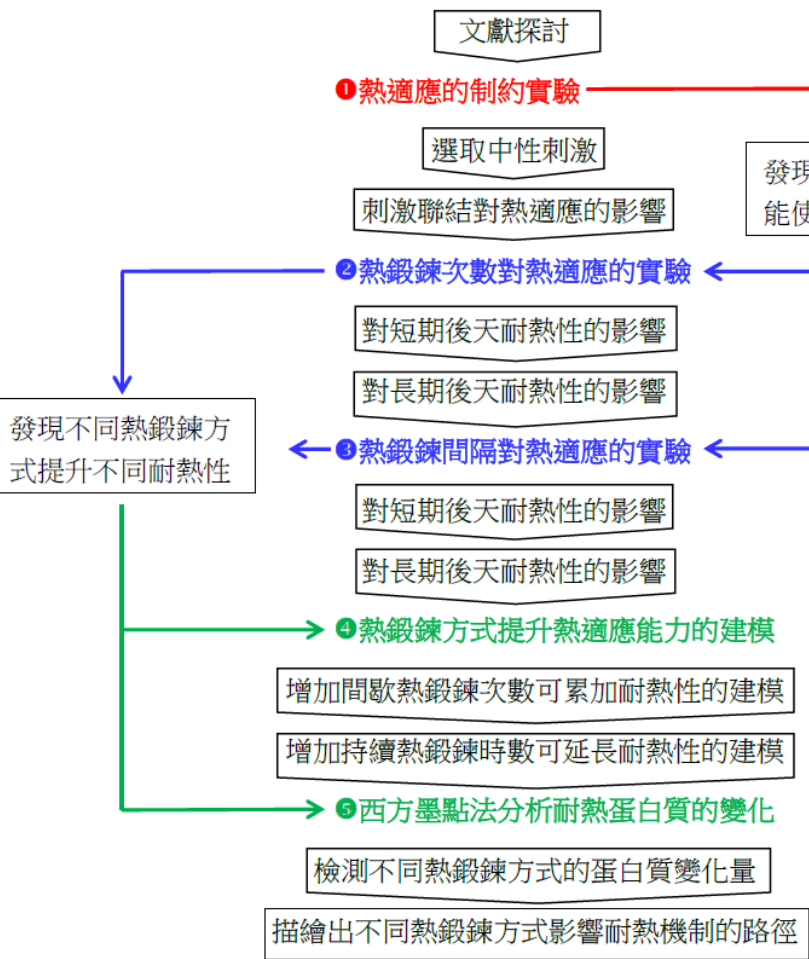 文獻探討
❶熱適應的制約實驗
選取中性刺激
發現
能使
刺激聯結對熱適應的影響
❷熱鍛鍊次數對熱適應的實驗
對短期後天耐熱性的影響
對長期後天耐熱性的影響
發現不同熱鍛鍊方
式提升不同耐熱性
❸熱鍛鍊間隔對熱適應的實驗
對短期後天耐熱性的影響
對長期後天耐熱性的影響
❹熱鍛鍊方式提升熱適應能力的建模
增加間歇熱鍛鍊次數可累加耐熱性的建模
增加持續熱鍛鍊時數可延長耐熱性的建模
❺西方墨點法分析耐熱蛋白質的變化
檢測不同熱鍛鍊方式的蛋白質變化量
描繪出不同熱鍛鍊方式影響耐熱機制的路徑